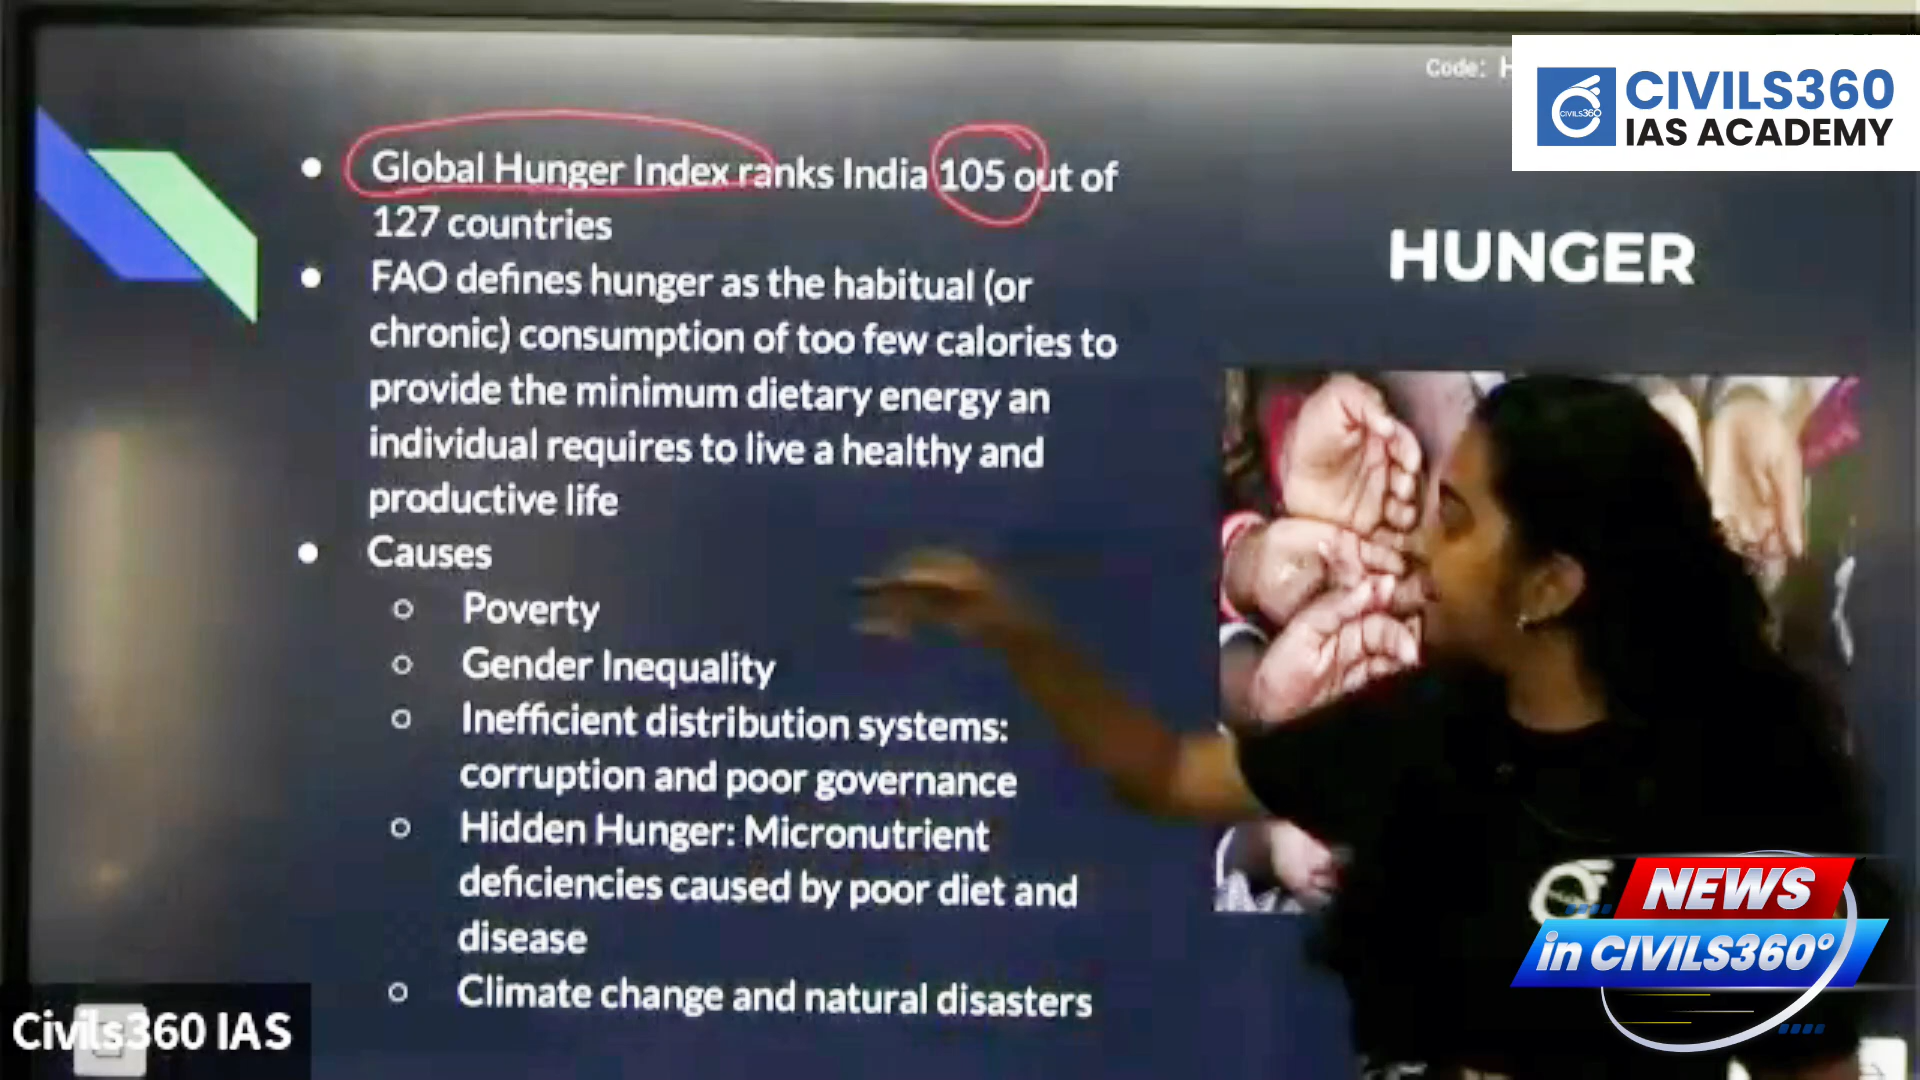 Code: H
CIVILS360
IAS ACADEMY
CIVILS360
Global Hunger Index ranks India 105 out of
127 countries
FAO defines hunger as the habitual (or
chronic) consumption of too few calories to
provide the minimum dietary energy an
individual requires to live a healthy and
productive life
Causes
Poverty
Gender Inequality
Inefficient distribution systems:
corruption and poor governance
Hidden Hunger: Micronutrient
deficiencies caused by poor diet and
disease
Climate change and natural disasters
HUNGER
NEWS
in CIVILS360°
Civils360 IAS